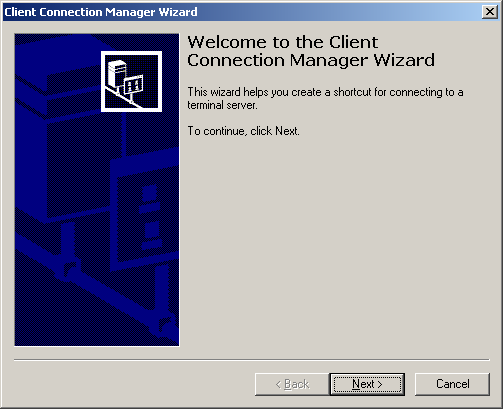 Client Connection Manager Wizard
Welcome to the Client
Connection Manager Wizard
This wizard helps you create a shortcut for connecting to a
terminal server.
To continue, click Next.
< Back
Next >
Cancel